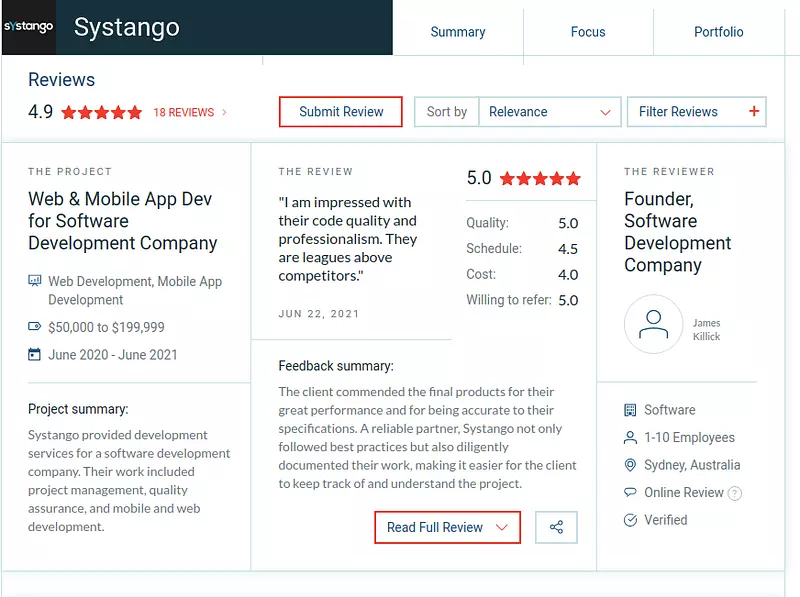 systango
Systango
Summary
Focus
Portfolio
Reviews
4.9
18 REVIEWS
Submit Review
Sort by
Relevance
Filter Reviews
+
THE PROJECT
Web & Mobile App Dev
for Software
Development Company
Web Development, Mobile App
Development
$50,000 to $199,999
June 2020 - June 2021
Project summary:
Systango provided development
services for a software development
company. Their work included
project management, quality
assurance, and mobile and web
development.
THE REVIEW
"I am impressed with
their code quality and
professionalism. They
are leagues above
competitors."
JUN 22, 2021
5.0
Quality: 5.0
Schedule: 4.5
Cost: 4.0
Willing to refer: 5.0
Feedback summary:
The client commended the final products for their
great performance and for being accurate to their
specifications. A reliable partner, Systango not only
followed best practices but also diligently
documented their work, making it easier for the client
to keep track of and understand the project.
Read Full Review
THE REVIEWER
Founder,
Software
Development
Company
James
Killick
Software
1-10 Employees
Sydney, Australia
Online Review ?
Verified